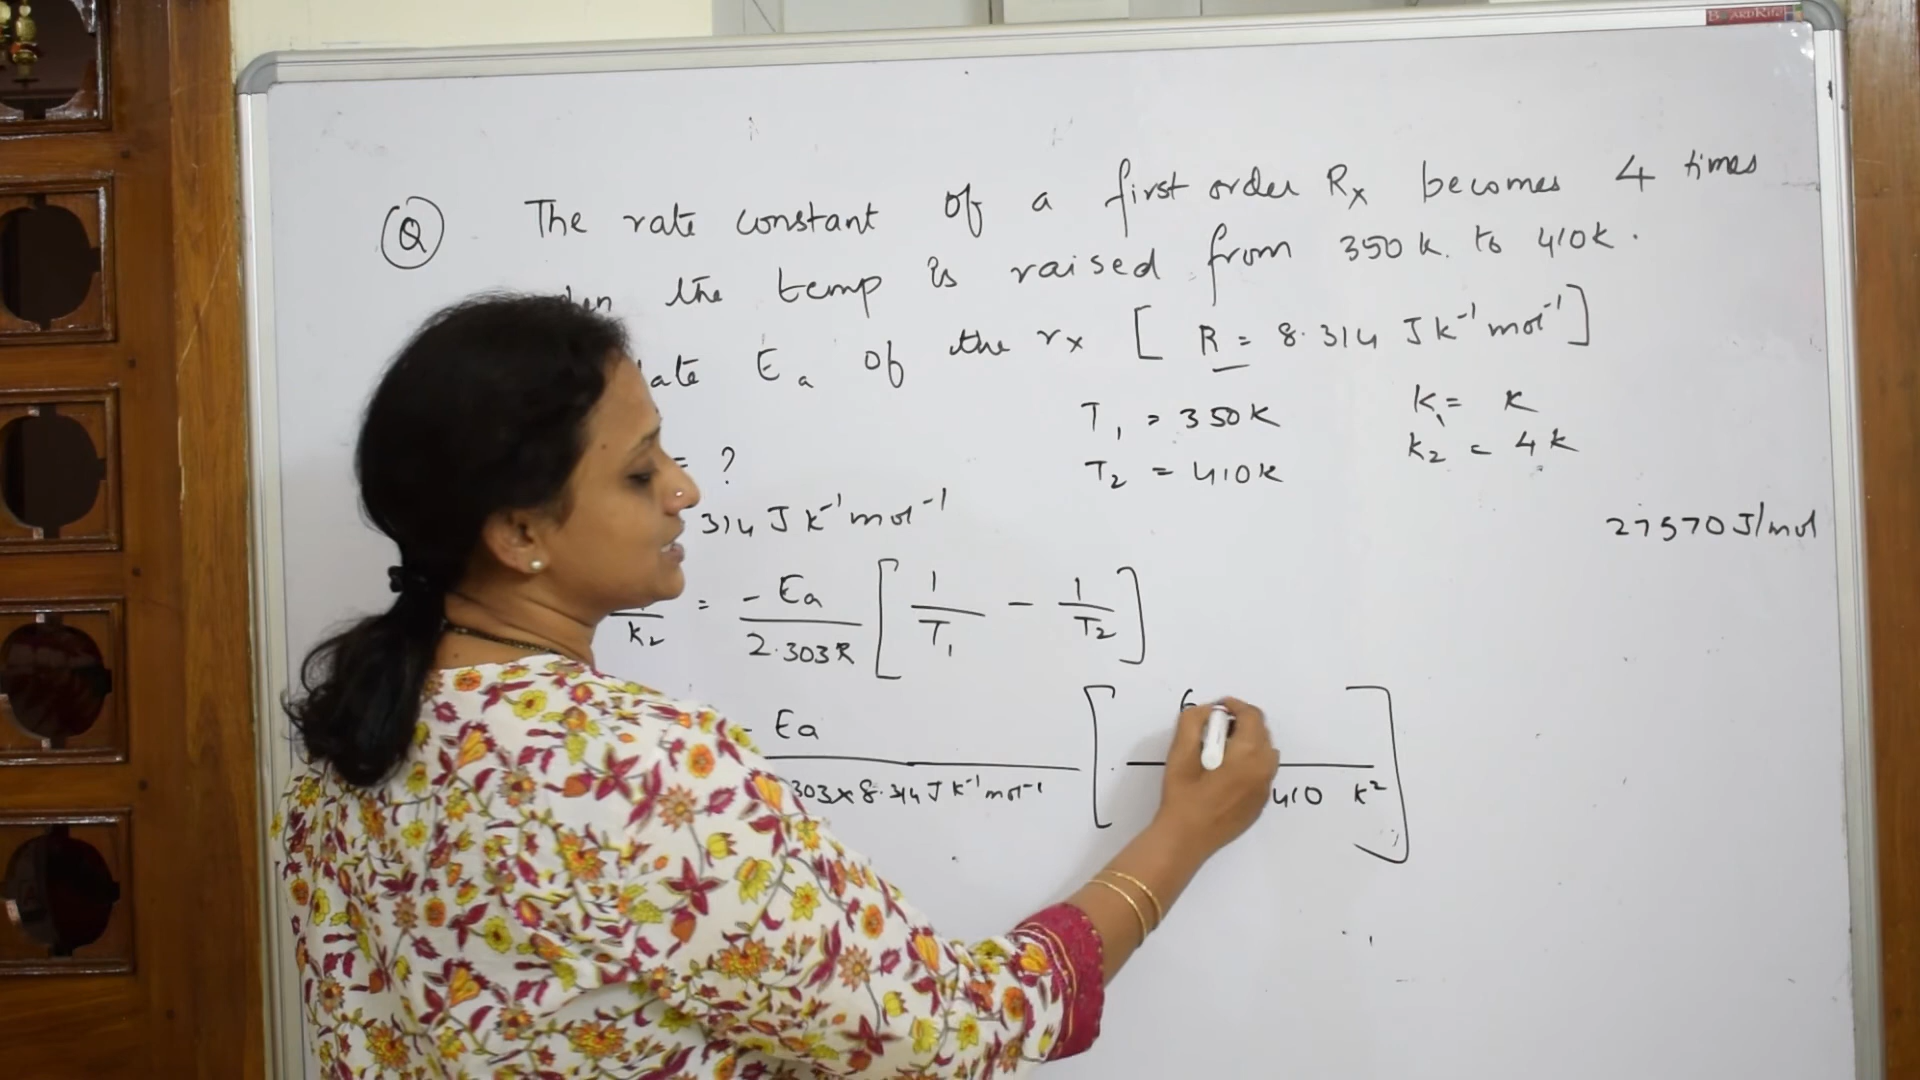 Q The rate constant of a first order Rx becomes 4 times
the temp is raised from 350 k. to 410k.
Ea of the rx [ R = 8.314 J k⁻¹ mol⁻¹ ]
T₁ = 350K K₁ = K
= ?
T₂ = 410k k₂ = 4k
314 J K⁻¹ mol⁻¹
27570 J/mol
k₂ = - Ea / 2.303R [ 1/T₁ - 1/T₂ ]
- Ea / 303 x 8.314 J k⁻¹ mol⁻¹ [ 6 / 410 k² ]